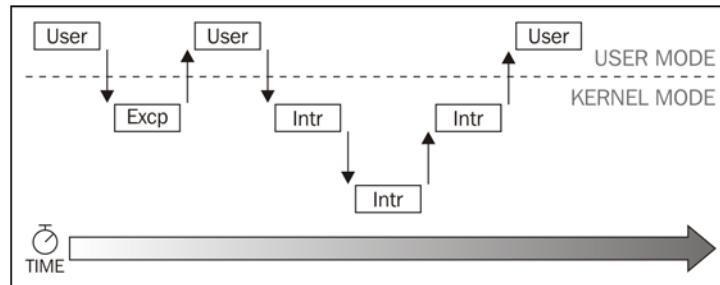 User
User
User
USER MODE
KERNEL MODE
Excp
Intr
Intr
Intr
TIME